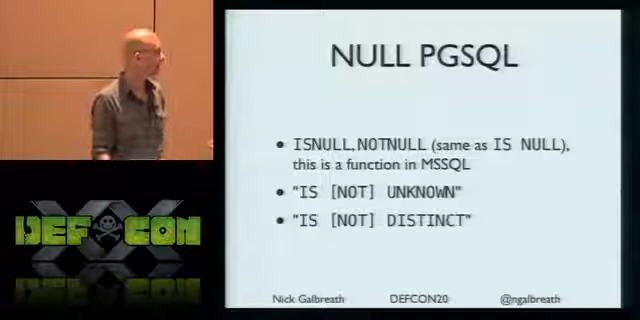 NULL PGSQL
• ISNULL, NOTNULL (same as IS NULL),
this is a function in MSSQL
• "IS [NOT] UNKNOWN"
• "IS [NOT] DISTINCT"
Nick Galbreath DEFCON20 @ngalbreath
XX
DEF CON